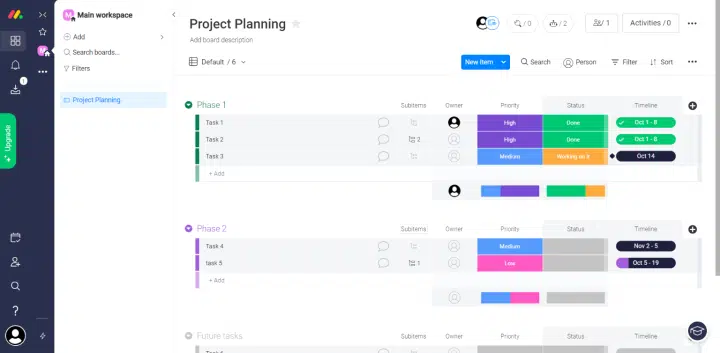 Main workspace
Add
Search boards...
Filters
Project Planning
Upgrade
1
Project Planning
Add board description
/ 0
/ 2
/ 1
Activities / 0
Default / 6
New Item
Search
Person
Filter
Sort
Phase 1
Subitems
Owner
Priority
Status
Timeline
Task 1
High
Done
Oct 1 - 8
Task 2
2
High
Done
Task 3
Medium
Working on it
Oct 14
+ Add
Phase 2
Subitems
Owner
Priority
Status
Timeline
Task 4
Medium
Nov 2 - 5
task 5
1
Low
Oct 5 - 19
+ Add
Future tasks
Subitems
Owner
Priority
Status
Timeline